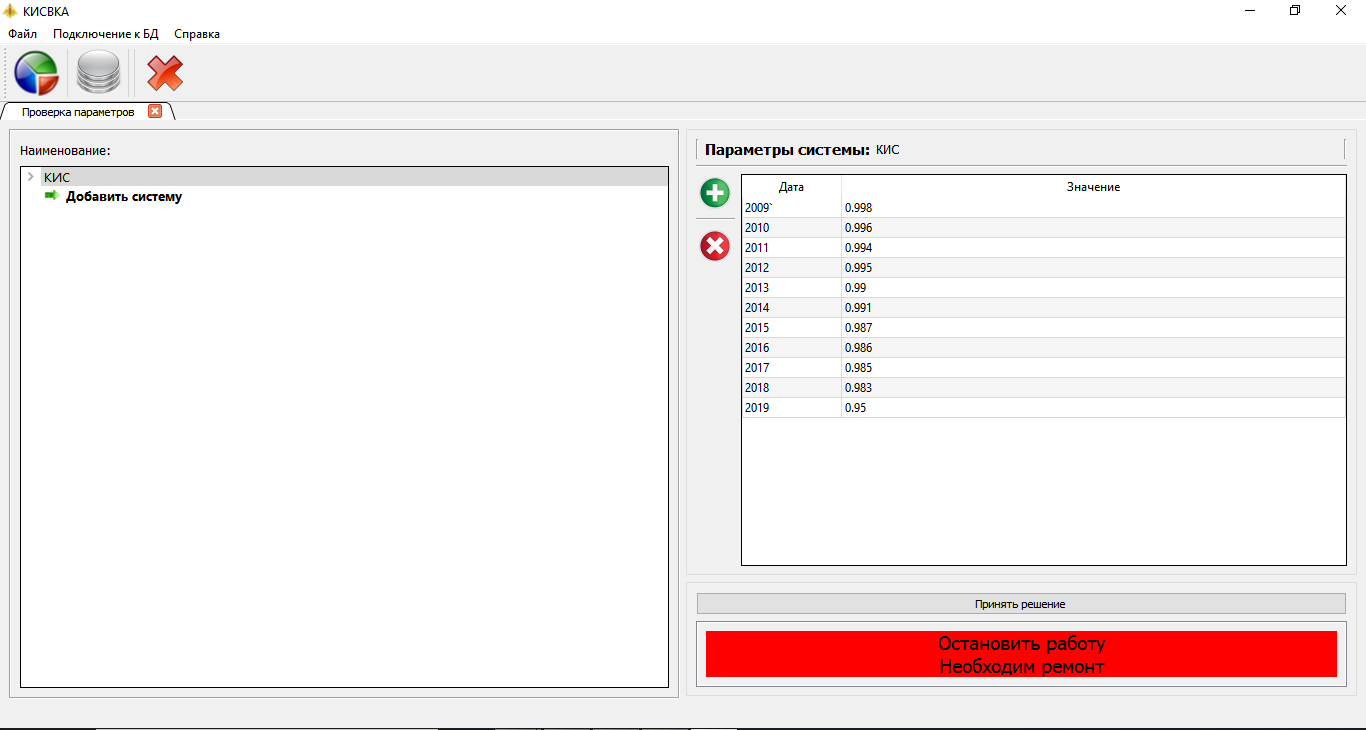 КИСВКА
Файл Подключение к БД Справка
Проверка параметров
Наименование:
КИС
Добавить систему
Параметры системы: КИС
Дата Значение
2009` 0.998
2010 0.996
2011 0.994
2012 0.995
2013 0.99
2014 0.991
2015 0.987
2016 0.986
2017 0.985
2018 0.983
2019 0.95
Принять решение
Остановить работу
Необходим ремонт